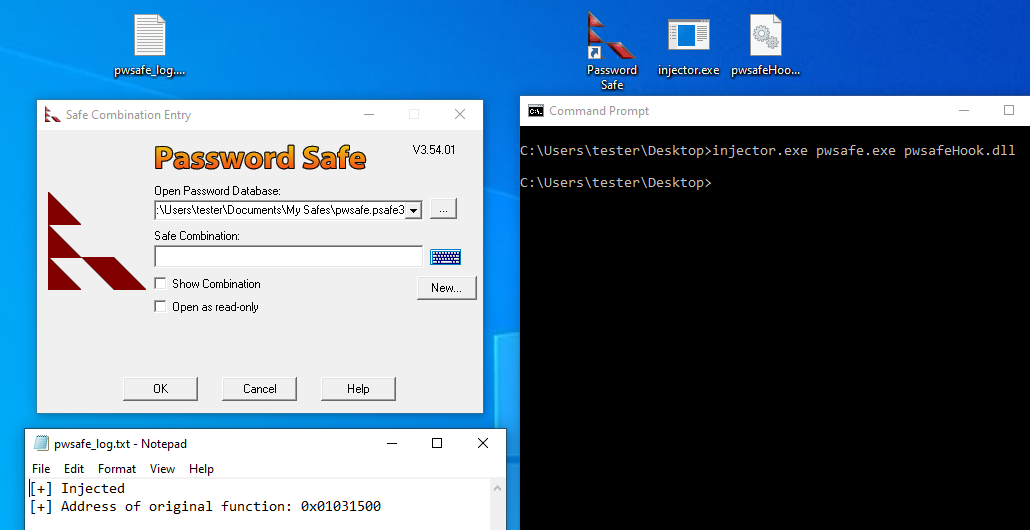 pwsafe_log....
Password
Safe
injector.exe
pwsafeHoo...
Safe Combination Entry
Password Safe
V3.54.01
Open Password Database:
:\Users\tester\Documents\My Safes\pwsafe.psafe3
...
Safe Combination:
Show Combination
New...
Open as read-only
OK
Cancel
Help
Command Prompt
C:\Users\tester\Desktop>injector.exe pwsafe.exe pwsafeHook.dll
C:\Users\tester\Desktop>
pwsafe_log.txt - Notepad
File Edit Format View Help
[+] Injected
[+] Address of original function: 0x01031500